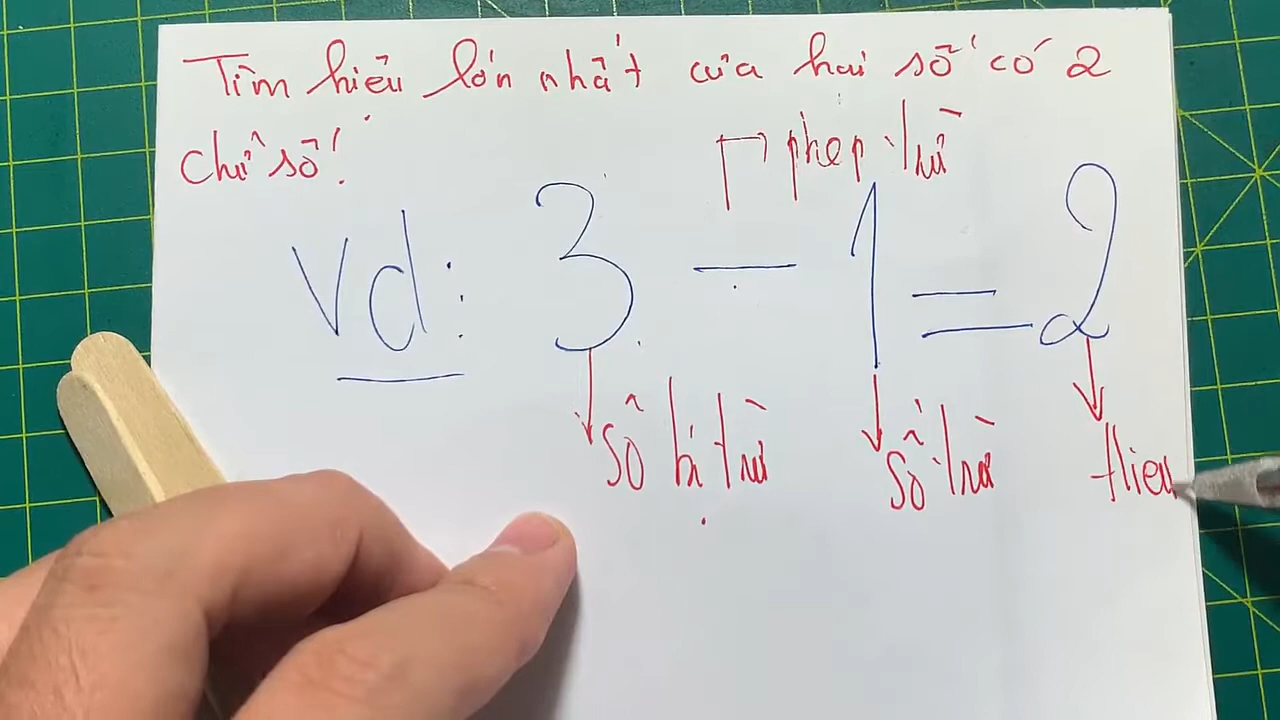 Tìm hiệu lớn nhất của hai số có 2
chữ số!
phép trừ
vd: 3 − 1 = 2
Số bị trừ Số trừ Hiệu